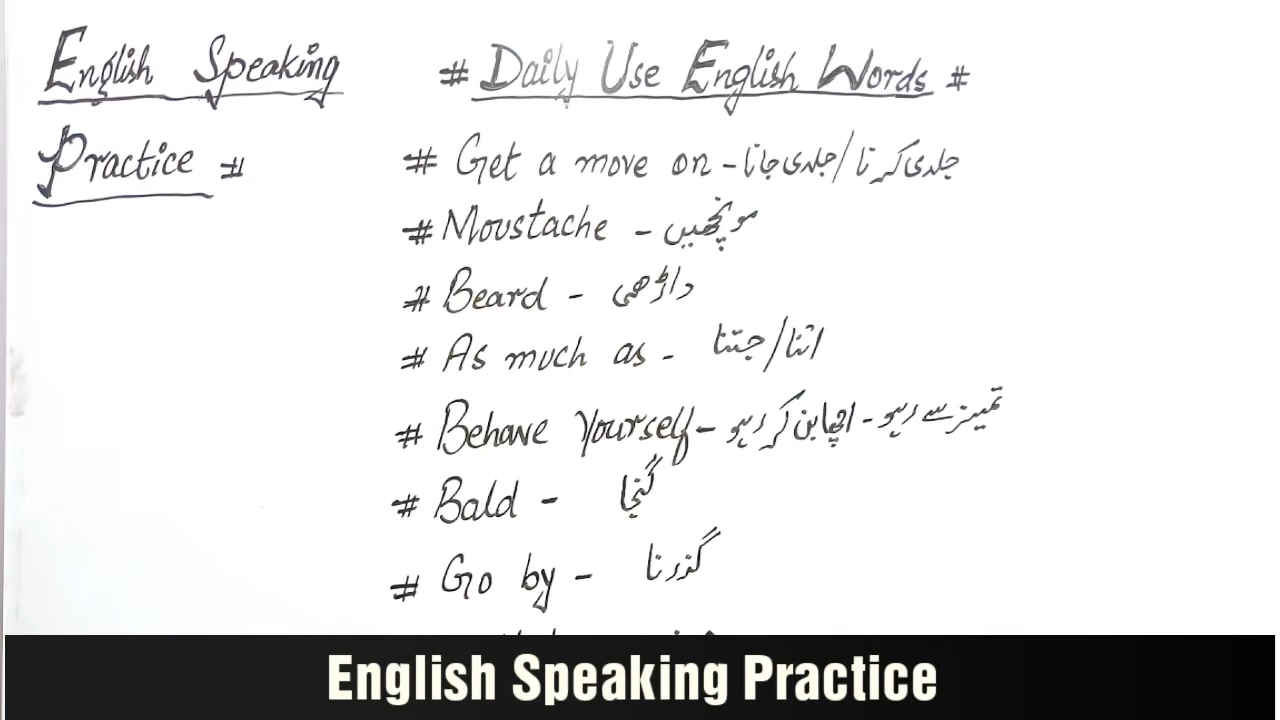 English Speaking # Daily Use English Words #
Practice #
# Get a move on - جلدی کرنا/جلدی جانا
# Moustache - مونچھیں
# Beard - داڑھی
# As much as - اتنا/جتنا
# Behave Yourself - تمیز سے رہو - اچھا بن کر رہو
# Bald - گنجا
# Go by - گزرنا
English Speaking Practice